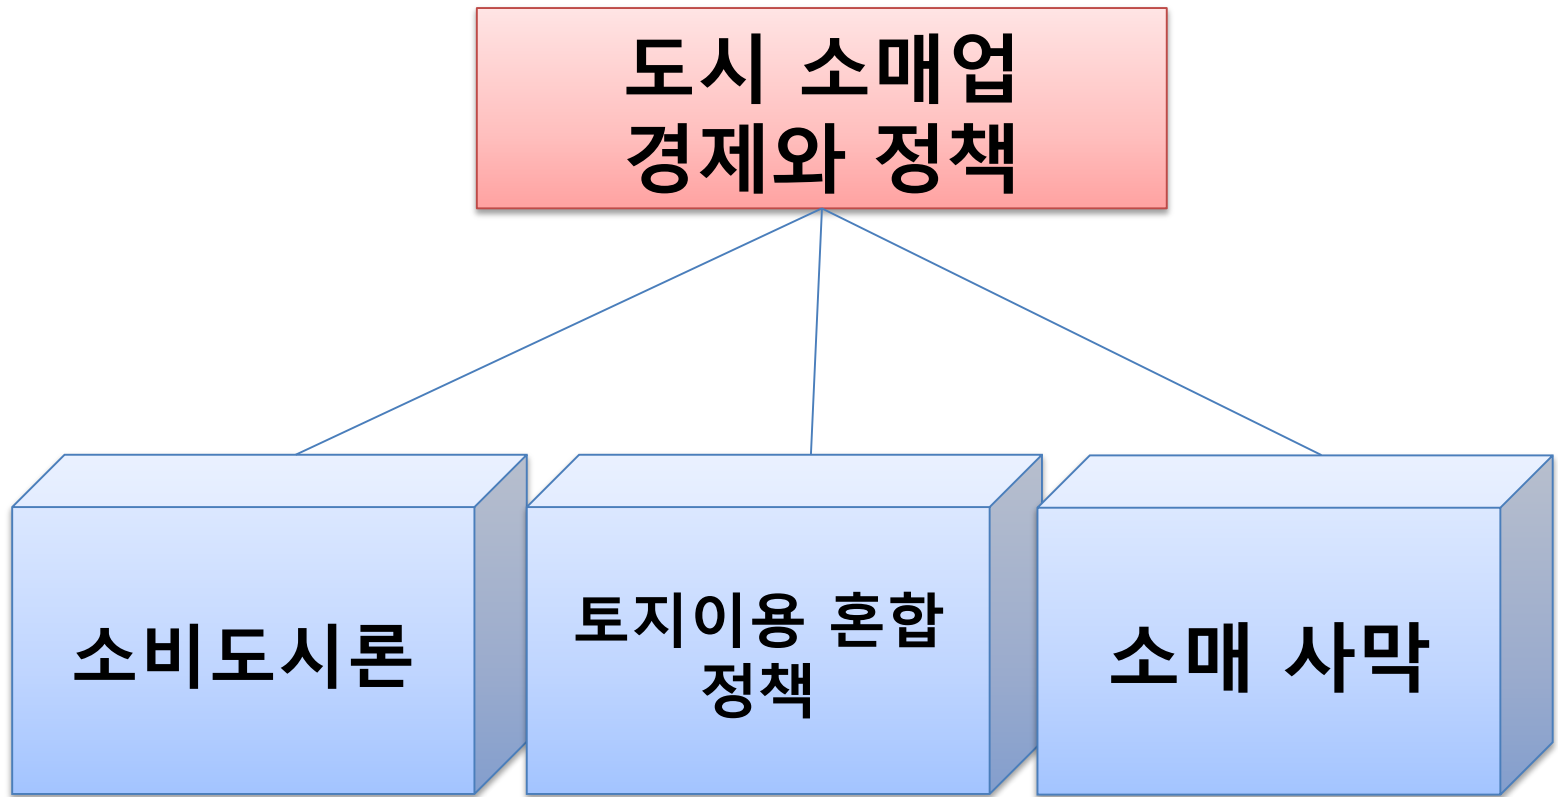 도시 소매업
경제와 정책
소비도시론
토지이용 혼합
정책
소매 사막